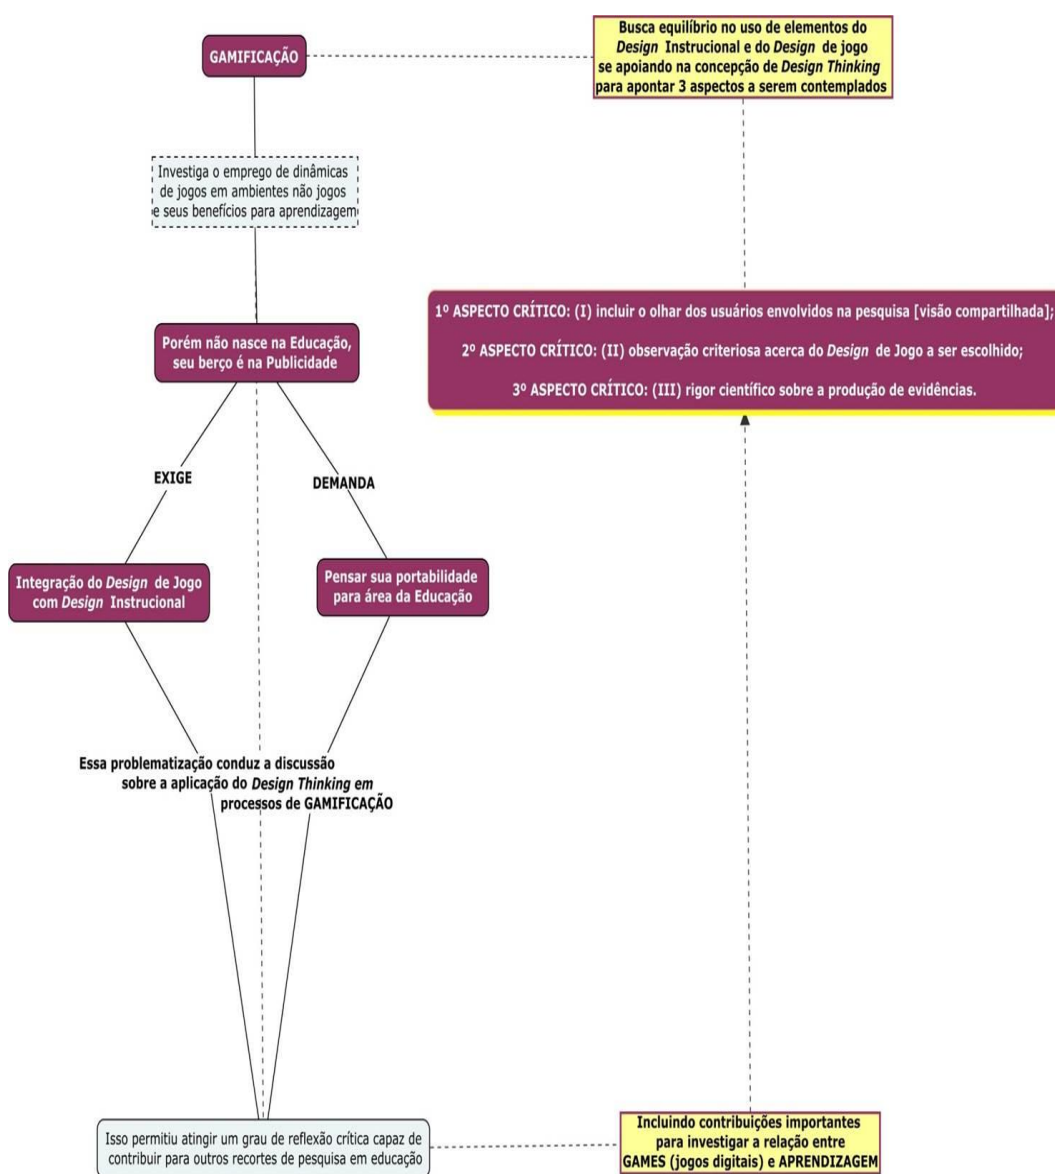 GAMIFICAÇÃO
Busca equilíbrio no uso de elementos do
Design Instrucional e do Design de jogo
se apoiando na concepção de Design Thinking
para apontar 3 aspectos a serem contemplados
Investiga o emprego de dinâmicas
de jogos em ambientes não jogos
e seus benefícios para aprendizagem
Porém não nasce na Educação,
seu berço é na Publicidade
1º ASPECTO CRÍTICO: (I) incluir o olhar dos usuários envolvidos na pesquisa [visão compartilhada];
2º ASPECTO CRÍTICO: (II) observação criteriosa acerca do Design de Jogo a ser escolhido;
3º ASPECTO CRÍTICO: (III) rigor científico sobre a produção de evidências.
EXIGE
DEMANDA
Integração do Design de Jogo
com Design Instrucional
Pensar sua portabilidade
para área da Educação
Essa problematização conduz a discussão
sobre a aplicação do Design Thinking em
processos de GAMIFICAÇÃO
Isso permitiu atingir um grau de reflexão crítica capaz de
contribuir para outros recortes de pesquisa em educação
Incluindo contribuições importantes
para investigar a relação entre
GAMES (jogos digitais) e APRENDIZAGEM